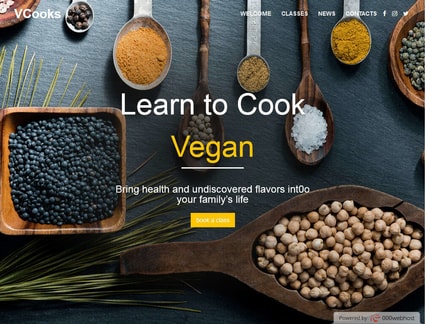 VCooks
WELCOME CLASSES NEWS CONTACTS
Learn to Cook
Vegan
Bring health and undiscovered flavors int0o
your family's life
book a class
Powered by 000webhost